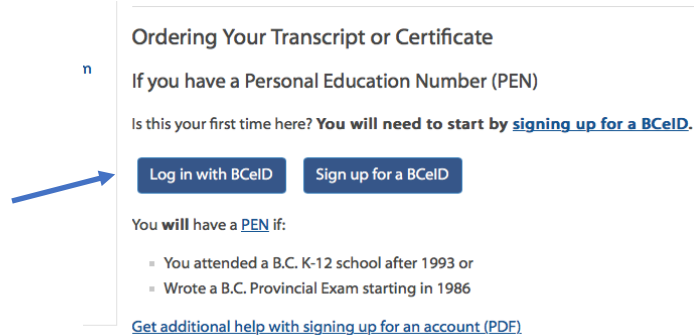 m
Ordering Your Transcript or Certificate
If you have a Personal Education Number (PEN)
Is this your first time here? You will need to start by signing up for a BCeID.
Log in with BCeID Sign up for a BCeID
You will have a PEN if:
You attended a B.C. K-12 school after 1993 or
Wrote a B.C. Provincial Exam starting in 1986
Get additional help with signing up for an account (PDF)